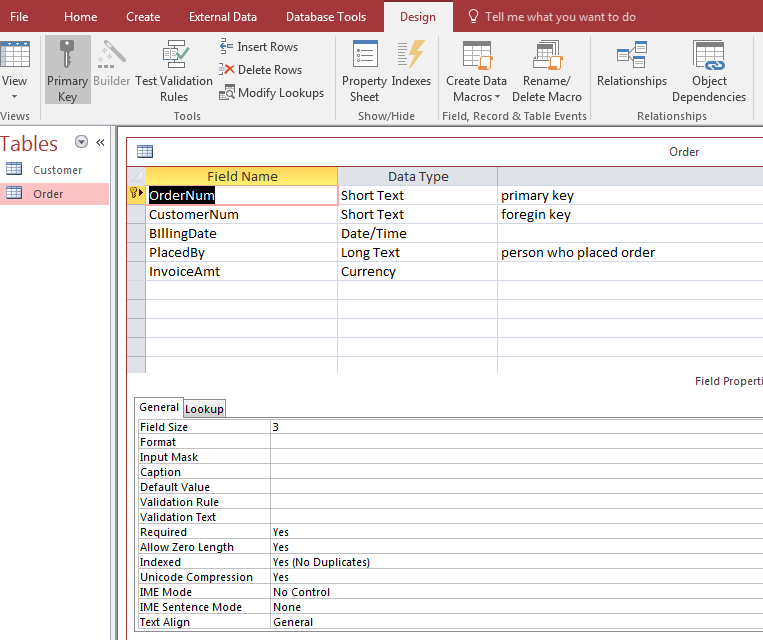 File Home Create External Data Database Tools Design Tell me what you want to do
View Primary Key Builder Test Validation Rules Insert Rows Delete Rows Modify Lookups Property Sheet Indexes Create Data Macros Rename/ Delete Macro Relationships Object Dependencies
Views Tools Show/Hide Field, Record & Table Events Relationships
Tables
Customer
Order
Order
Field Name Data Type
OrderNum Short Text primary key
CustomerNum Short Text foregin key
BIllingDate Date/Time
PlacedBy Long Text person who placed order
InvoiceAmt Currency
Field Properti
General Lookup
Field Size 3
Format
Input Mask
Caption
Default Value
Validation Rule
Validation Text
Required Yes
Allow Zero Length Yes
Indexed Yes (No Duplicates)
Unicode Compression Yes
IME Mode No Control
IME Sentence Mode None
Text Align General